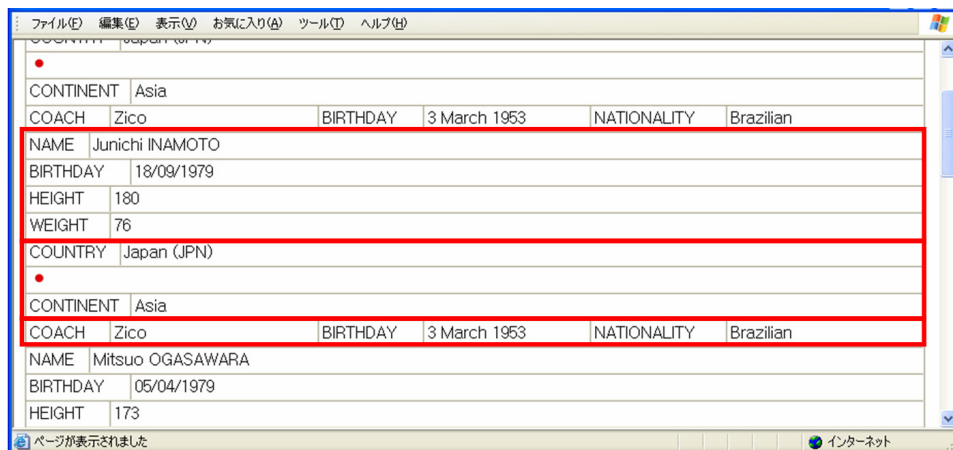 ファイル(F) 編集(E) 表示(V) お気に入り(A) ツール(T) ヘルプ(H)
COUNTRY Japan (JPN)
CONTINENT Asia
COACH Zico BIRTHDAY 3 March 1953 NATIONALITY Brazilian
NAME Junichi INAMOTO
BIRTHDAY 18/09/1979
HEIGHT 180
WEIGHT 76
COUNTRY Japan (JPN)
CONTINENT Asia
COACH Zico BIRTHDAY 3 March 1953 NATIONALITY Brazilian
NAME Mitsuo OGASAWARA
BIRTHDAY 05/04/1979
HEIGHT 173
ページが表示されました インターネット